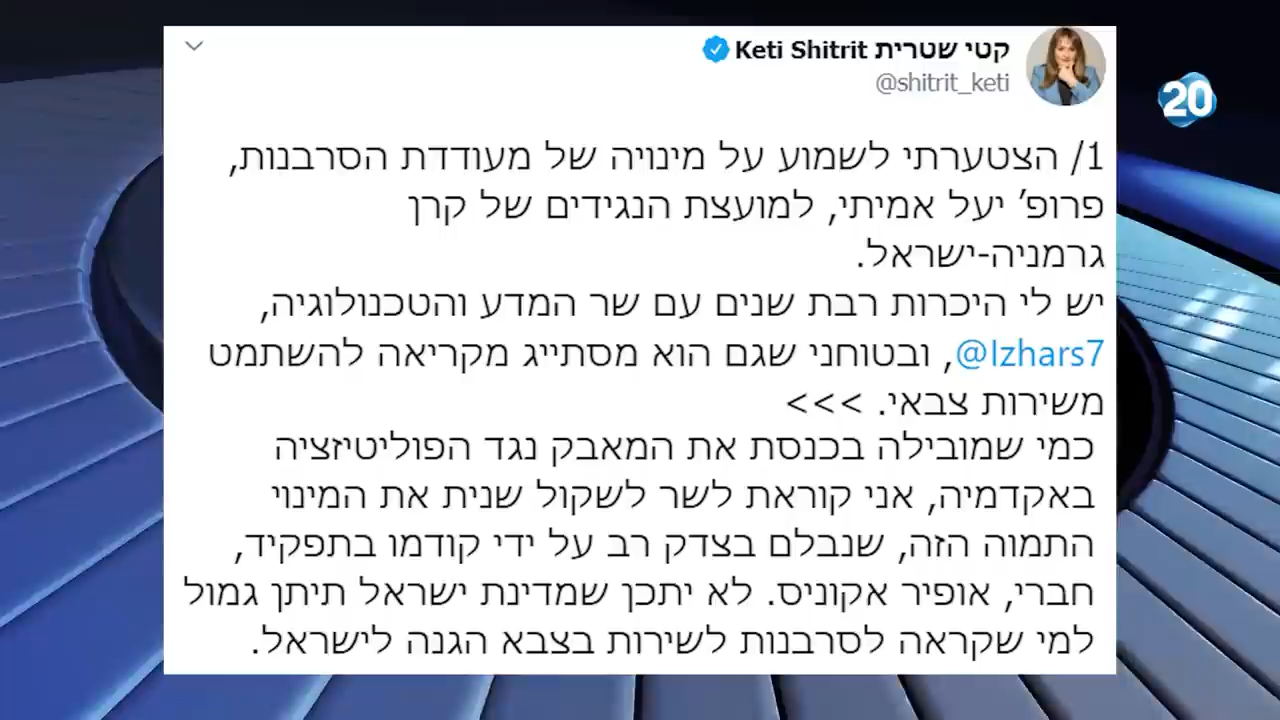 קטי שטרית Keti Shitrit
@shitrit_keti
20
1/ הצטערתי לשמוע על מינויה של מעודדת הסרבנות,
פרופ' יעל אמיתי, למועצת הנגידים של קרן
גרמניה-ישראל.
יש לי היכרות רבת שנים עם שר המדע והטכנולוגיה,
@Izhars7, ובטוחני שגם הוא מסתייג מקריאה להשתמט
משירות צבאי. >>>
כמי שמובילה בכנסת את המאבק נגד הפוליטיזציה
באקדמיה, אני קוראת לשר לשקול שנית את המינוי
התמוה הזה, שנבלם בצדק רב על ידי קודמו בתפקיד,
חברי, אופיר אקוניס. לא יתכן שמדינת ישראל תיתן גמול
למי שקראה לסרבנות לשירות בצבא הגנה לישראל.